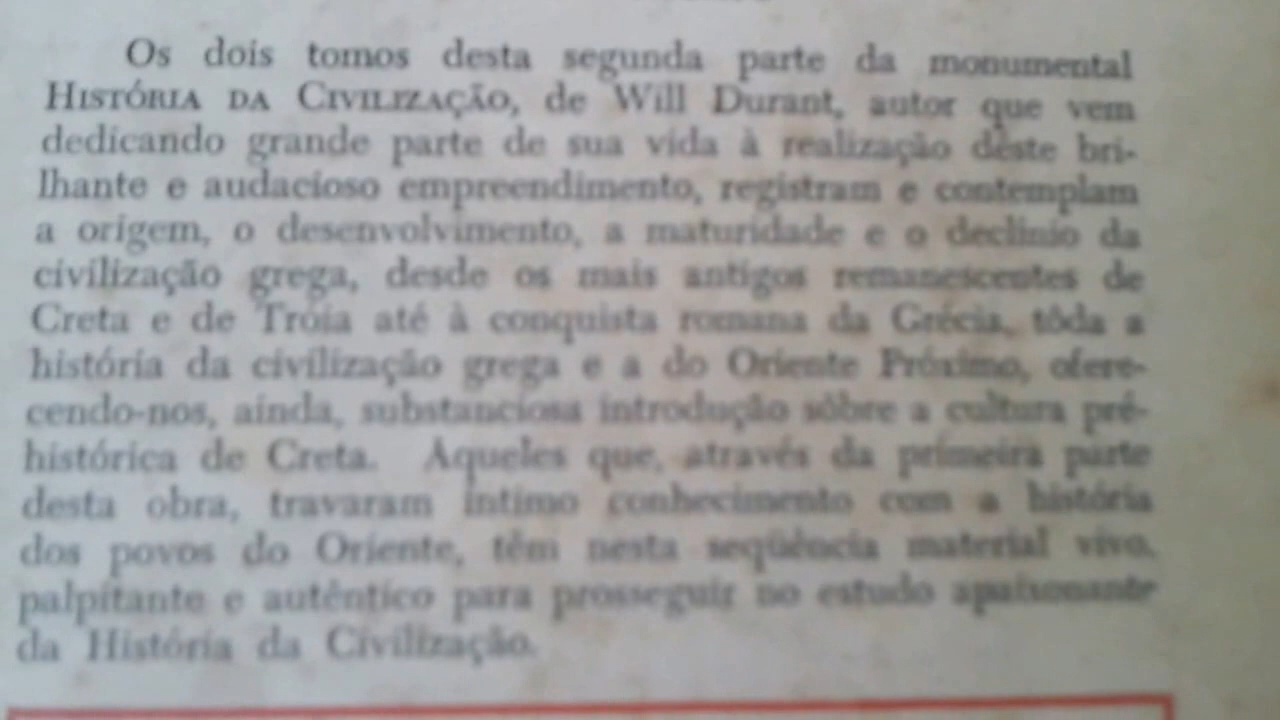 Os dois tomos desta segunda parte da monumental
HISTÓRIA DA CIVILIZAÇÃO, de Will Durant, autor que vem
dedicando grande parte de sua vida à realização dêste bri-
lhante e audacioso empreendimento, registram e contemplam
a origem, o desenvolvimento, a maturidade e o declínio da
civilização grega, desde os mais antigos remanescentes de
Creta e de Tróia até à conquista romana da Grécia, tôda a
história da civilização grega e a do Oriente Próximo, ofere-
cendo-nos, ainda, substanciosa introdução sôbre a cultura pré-
histórica de Creta. Aqueles que, através da primeira parte
desta obra, travaram íntimo conhecimento com a história
dos povos do Oriente, têm nesta seqüência material vivo,
palpitante e autêntico para prosseguir no estudo apaixonante
da História da Civilização.